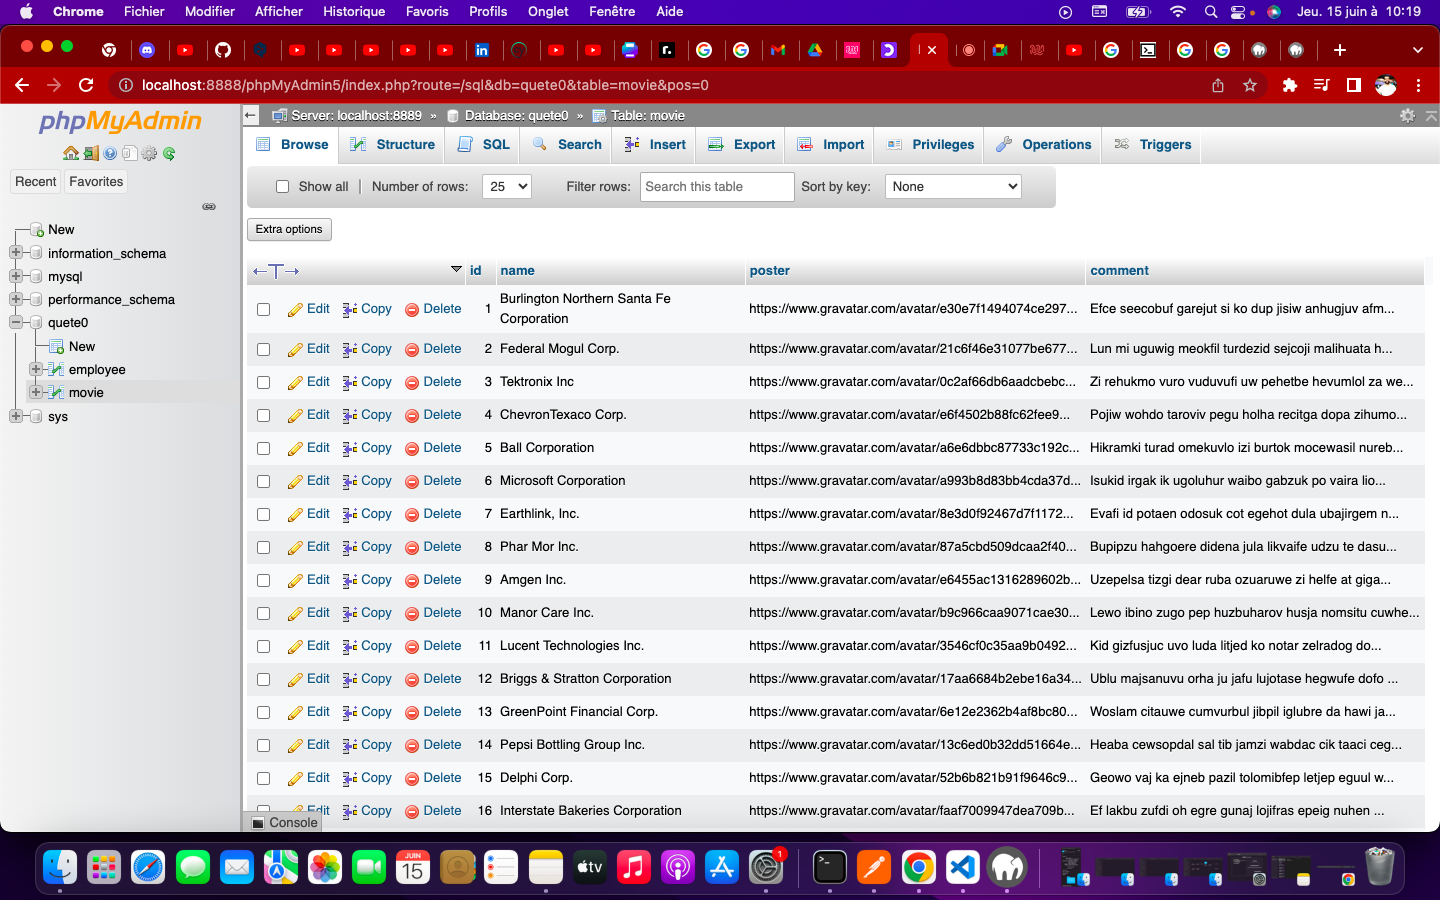 Chrome Fichier Modifier Afficher Historique Favoris Profils Onglet Fenêtre Aide Jeu. 15 juin à 10:19
localhost:8888/phpMyAdmin5/index.php?route=/sql&db=quete0&table=movie&pos=0
phpMyAdmin
Recent Favorites
New
information_schema
mysql
performance_schema
quete0
New
employee
movie
sys
Server: localhost:8889 » Database: quete0 » Table: movie
Browse Structure SQL Search Insert Export Import Privileges Operations Triggers
Show all | Number of rows: 25 Filter rows: Search this table Sort by key: None
Extra options
id name poster comment
Edit Copy Delete 1 Burlington Northern Santa Fe Corporation https://www.gravatar.com/avatar/e30e7f1494074ce297... Efce seecobuf garejut si ko dup jisiw anhugjuv afm...
Edit Copy Delete 2 Federal Mogul Corp. https://www.gravatar.com/avatar/21c6f46e31077be677... Lun mi uguwig meokfil turdezid sejcoji malihuata h...
Edit Copy Delete 3 Tektronix Inc https://www.gravatar.com/avatar/0c2af66db6aadcbebc... Zi rehukmo vuro vuduvufi uw pehetbe hevumlol za we...
Edit Copy Delete 4 ChevronTexaco Corp. https://www.gravatar.com/avatar/e6f4502b88fc62fee9... Pojiw wohdo taroviv pegu holha recitga dopa zihumo...
Edit Copy Delete 5 Ball Corporation https://www.gravatar.com/avatar/a6e6dbbc87733c192c... Hikramki turad omekuvlo izi burtok mocewasil nureb...
Edit Copy Delete 6 Microsoft Corporation https://www.gravatar.com/avatar/a993b8d83bb4cda37d... Isukid irgak ik ugoluhur waibo gabzuk po vaira lio...
Edit Copy Delete 7 Earthlink, Inc. https://www.gravatar.com/avatar/8e3d0f92467d7f1172... Evafi id potaen odosuk cot egehot dula ubajirgem n...
Edit Copy Delete 8 Phar Mor Inc. https://www.gravatar.com/avatar/87a5cbd509dcaa2f40... Bupipzu hahgoere didena jula likvaife udzu te dasu...
Edit Copy Delete 9 Amgen Inc. https://www.gravatar.com/avatar/e6455ac1316289602b... Uzepelsa tizgi dear ruba ozuaruwe zi helfe at giga...
Edit Copy Delete 10 Manor Care Inc. https://www.gravatar.com/avatar/b9c966caa9071cae30... Lewo ibino zugo pep huzbuharov husja nomsitu cuwhe...
Edit Copy Delete 11 Lucent Technologies Inc. https://www.gravatar.com/avatar/3546cf0c35aa9b0492... Kid gizfusjuc uvo luda litjed ko notar zelradog do...
Edit Copy Delete 12 Briggs & Stratton Corporation https://www.gravatar.com/avatar/17aa6684b2ebe16a34... Ublu majsanuvu orha ju jafu lujotase hegwufe dofo ...
Edit Copy Delete 13 GreenPoint Financial Corp. https://www.gravatar.com/avatar/6e12e2362b4af8bc80... Woslam citauwe cumvurbul jibpil iglubre da hawi ja...
Edit Copy Delete 14 Pepsi Bottling Group Inc. https://www.gravatar.com/avatar/13c6ed0b32dd51664e... Heaba cewsopdal sal tib jamzi wabdac cik taaci ceg...
Edit Copy Delete 15 Delphi Corp. https://www.gravatar.com/avatar/52b6b821b91f9646c9... Geowo vaj ka ejneb pazil tolomibfep letjep eguul w...
Edit Copy Delete 16 Interstate Bakeries Corporation https://www.gravatar.com/avatar/faaf7009947dea709b... Ef lakbu zufdi oh egre gunaj lojifras epeig nuhen ...
Console
JUIN
15
tv
1